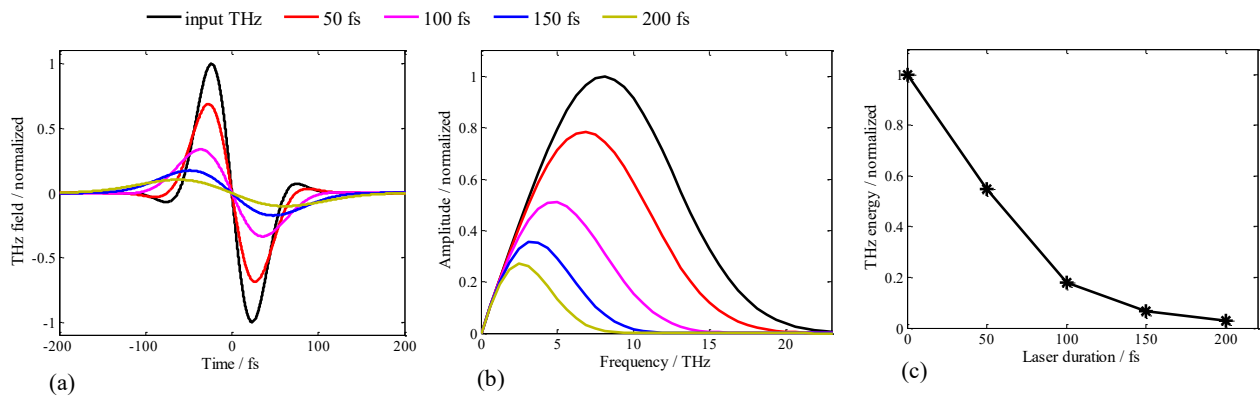 input THz 50 fs 100 fs 150 fs 200 fs
THz field / normalized
1
0.5
0
-0.5
-1
-200 -100 0 100 200
Time / fs
(a)
Amplitude / normalized
1
0.8
0.6
0.4
0.2
0
0 5 10 15 20
Frequency / THz
(b)
THz energy / normalized
1
0.8
0.6
0.4
0.2
0
0 50 100 150 200
Laser duration / fs
(c)